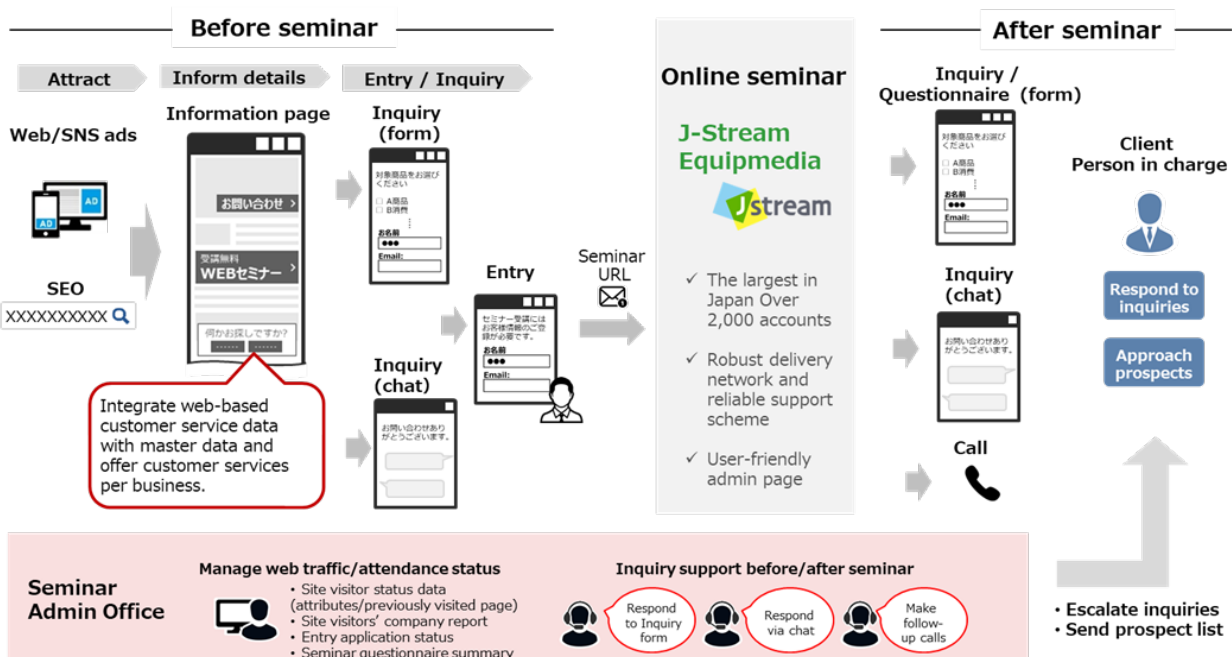 Before seminar
Attract
Inform details
Entry / Inquiry
Web/SNS ads
AD
AD
SEO
XXXXXXXXXX
Information page
お問い合わせ >
受講無料
WEBセミナー >
何かお探しですか?
Integrate web-based
customer service data
with master data and
offer customer services
per business.
Inquiry
(form)
対象商品をお選び
ください
□ A商品
□ B消費
お名前
●●●
Email:
Inquiry
(chat)
お問い合わせあり
がとうございます。
Entry
セミナー受講には
お客様情報のご登
録が必要です。
お名前
●●●
Email:
Seminar
URL
Online seminar
J-Stream
Equipmedia
Jstream
✓ The largest in
Japan Over
2,000 accounts
✓ Robust delivery
network and
reliable support
scheme
✓ User-friendly
admin page
After seminar
Inquiry /
Questionnaire (form)
対象商品をお選び
ください
□ A商品
□ B消費
お名前
●●●
Email:
Inquiry
(chat)
お問い合わせあり
がとうございます。
Call
Client
Person in charge
Respond to
inquiries
Approach
prospects
• Escalate inquiries
• Send prospect list
Seminar
Admin Office
Manage web traffic/attendance status
• Site visitor status data
(attributes/previously visited page)
• Site visitors' company report
• Entry application status
• Seminar questionnaire summary
Inquiry support before/after seminar
Respond
to Inquiry
form
Respond
via chat
Make
follow-
up calls